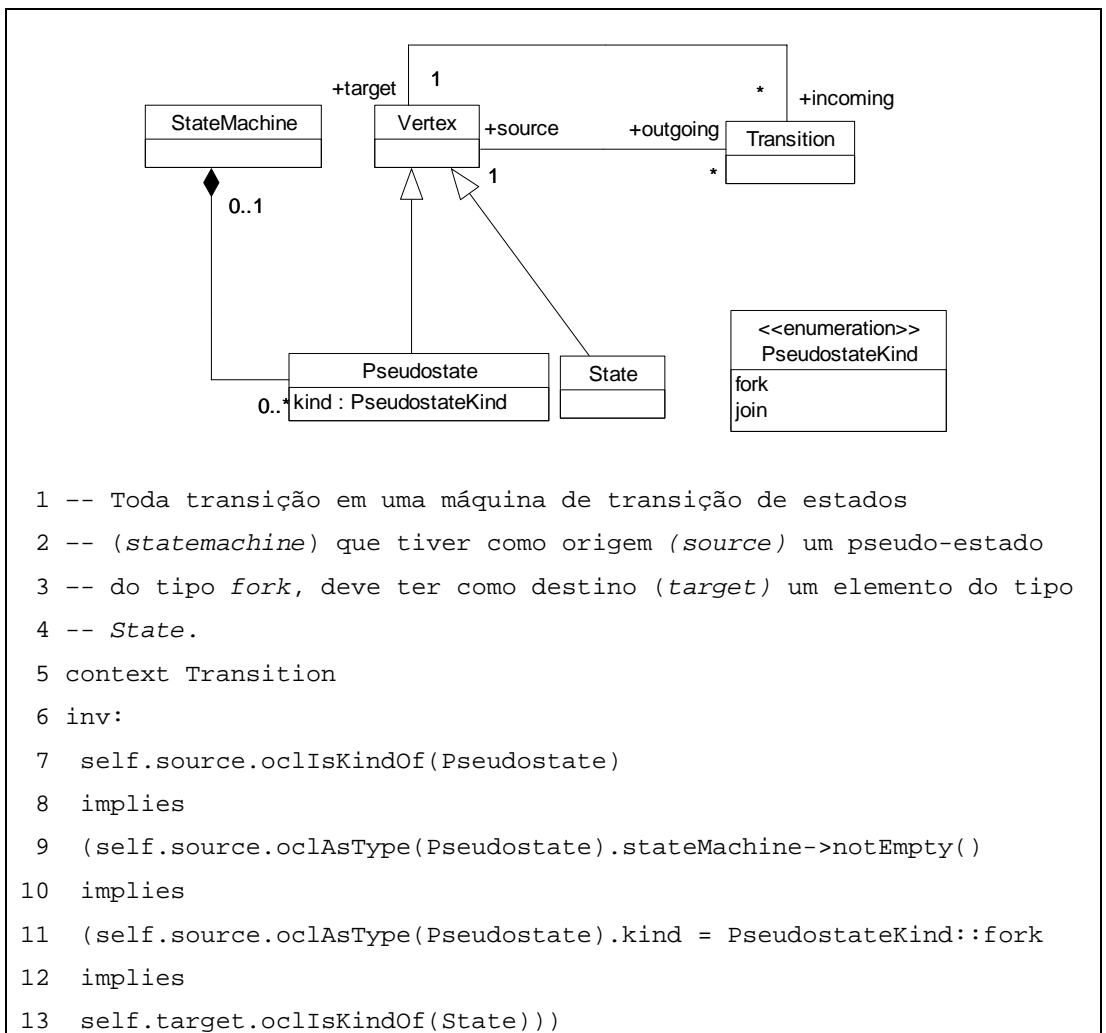 1
*
+target
+incoming
StateMachine
Vertex
+source
+outgoing
Transition
1
*
0..1
<<enumeration>>
PseudostateKind
fork
join
Pseudostate
kind : PseudostateKind
0..*
State
1 -- Toda transição em uma máquina de transição de estados
2 -- (statemachine) que tiver como origem (source) um pseudo-estado
3 -- do tipo fork, deve ter como destino (target) um elemento do tipo
4 -- State.
5 context Transition
6 inv:
7 self.source.oclIsKindOf(Pseudostate)
8 implies
9 (self.source.oclAsType(Pseudostate).stateMachine->notEmpty()
10 implies
11 (self.source.oclAsType(Pseudostate).kind = PseudostateKind::fork
12 implies
13 self.target.oclIsKindOf(State)))